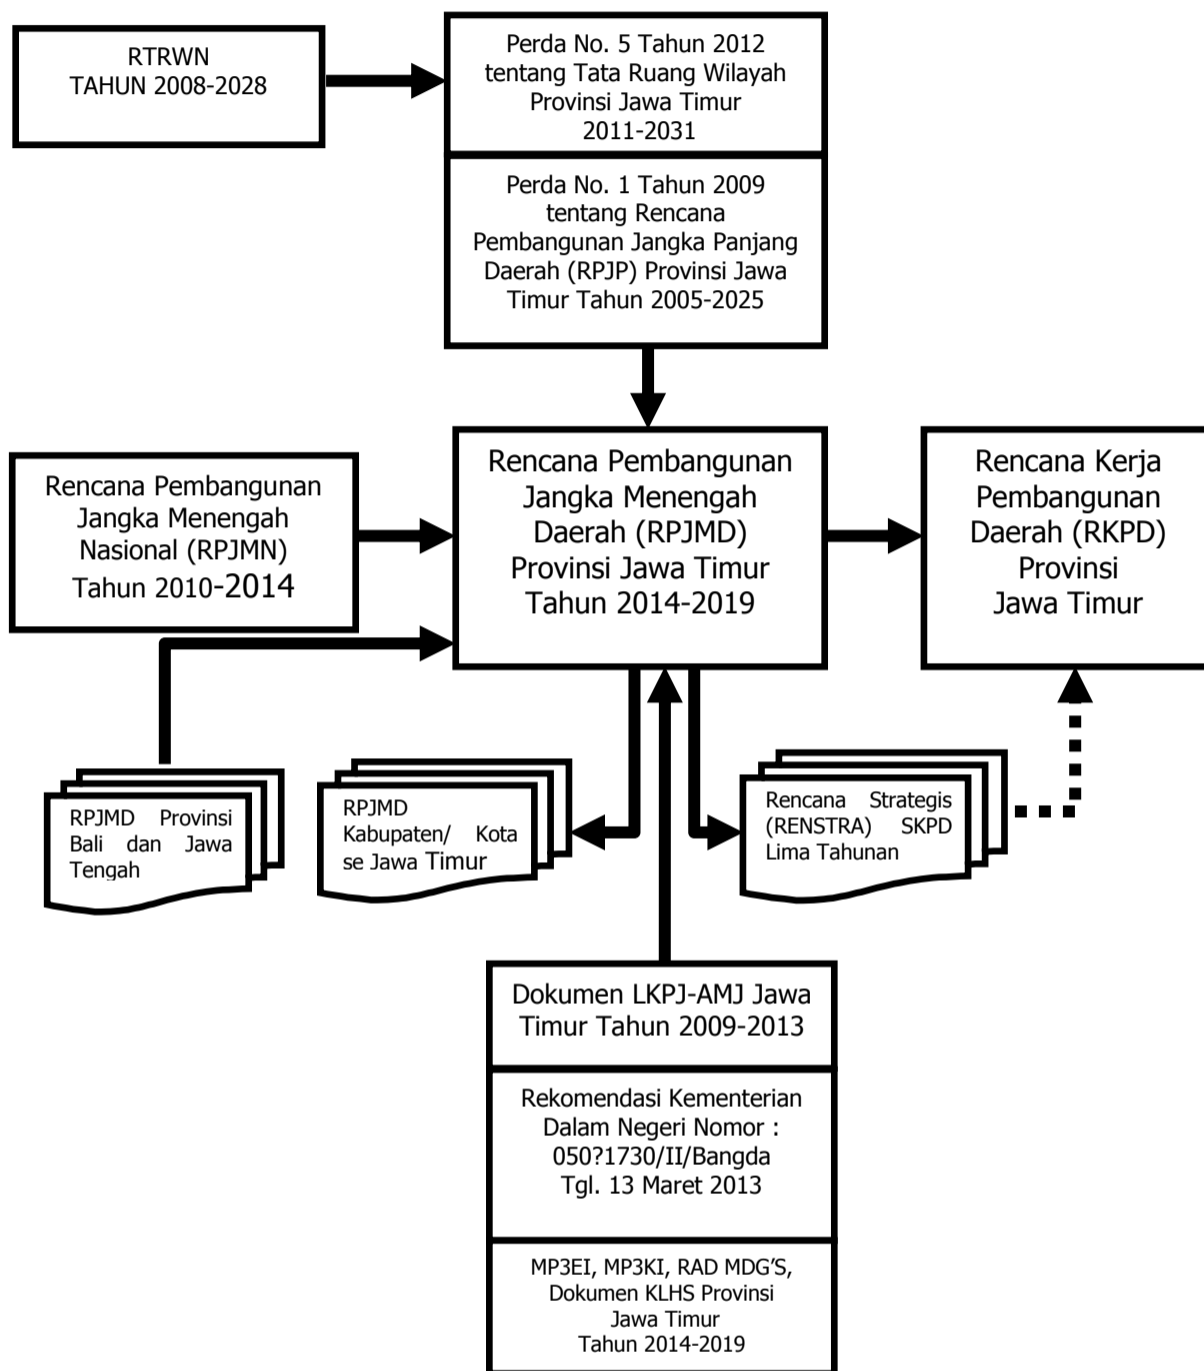 RTRWN
TAHUN 2008-2028
Perda No. 5 Tahun 2012
tentang Tata Ruang Wilayah
Provinsi Jawa Timur
2011-2031
Perda No. 1 Tahun 2009
tentang Rencana
Pembangunan Jangka Panjang
Daerah (RPJP) Provinsi Jawa
Timur Tahun 2005-2025
Rencana Pembangunan
Jangka Menengah
Nasional (RPJMN)
Tahun 2010-2014
Rencana Pembangunan
Jangka Menengah
Daerah (RPJMD)
Provinsi Jawa Timur
Tahun 2014-2019
Rencana Kerja
Pembangunan
Daerah (RKPD)
Provinsi
Jawa Timur
RPJMD Provinsi
Bali dan Jawa
Tengah
RPJMD
Kabupaten/ Kota
se Jawa Timur
Rencana Strategis
(RENSTRA) SKPD
Lima Tahunan
Dokumen LKPJ-AMJ Jawa
Timur Tahun 2009-2013
Rekomendasi Kementerian
Dalam Negeri Nomor :
050?1730/II/Bangda
Tgl. 13 Maret 2013
MP3EI, MP3KI, RAD MDG’S,
Dokumen KLHS Provinsi
Jawa Timur
Tahun 2014-2019